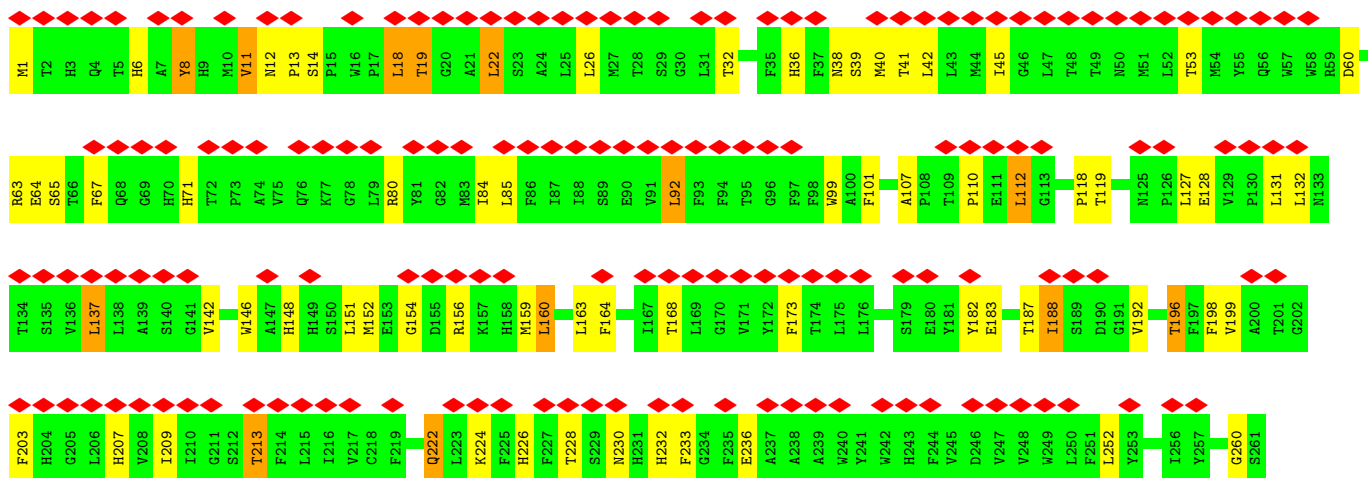 M1 T2 H3 Q4 T5 H6 A7 Y8 H9 M10 V11 N12 P13 S14 P15 W16 P17 L18 T19 G20 A21 L22 S23 A24 L25 L26 M27 T28 S29 G30 L31 T32 F35 H36 F37 N38 S39 M40 T41 L42 L43 M44 I45 G46 L47 T48 T49 N50 M51 L52 T53 M54 Y55 Q56 W57 W58 R59 D60
R63 E64 S65 T66 F67 Q68 G69 H70 H71 T72 P73 A74 V75 Q76 K77 G78 L79 R80 Y81 G82 M83 I84 L85 F86 I87 I88 S89 E90 V91 L92 F93 F94 T95 G96 F97 F98 W99 A100 F101 A107 P108 T109 P110 E111 L112 G113 P118 T119 N125 P126 L127 E128 V129 P130 L131 L132 N133
T134 S135 V136 L137 L138 A139 S140 G141 V142 W146 A147 H148 H149 S150 L151 M152 E153 G154 D155 R156 K157 H158 M159 L160 L163 F164 I167 T168 L169 G170 V171 Y172 F173 T174 L175 L176 S179 E180 Y181 Y182 E183 T187 I188 S189 D190 G191 V192 T196 F197 F198 V199 A200 T201 G202
F203 H204 G205 L206 H207 V208 I209 I210 G211 S212 T213 F214 L215 I216 V217 C218 F219 Q222 L223 K224 F225 H226 F227 T228 S229 N230 H231 H232 F233 G234 F235 E236 A237 A238 A239 W240 Y241 W242 H243 F244 V245 D246 V247 V248 W249 L250 F251 L252 Y253 I256 Y257 G260 S261